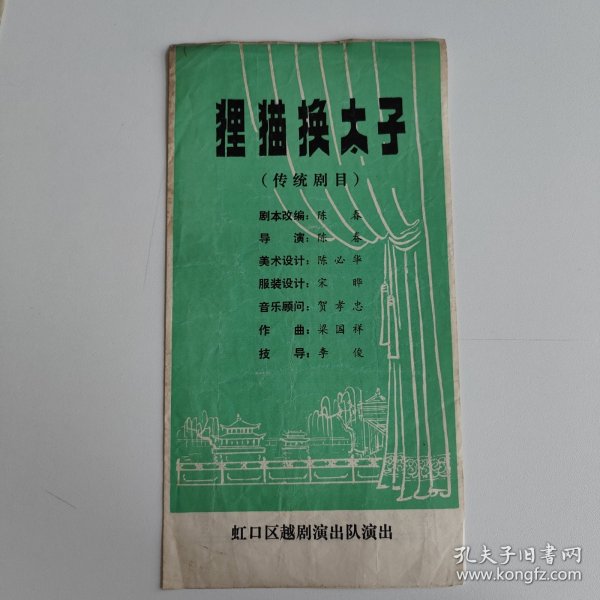 狸猫换太子
（传统剧目）
剧本改编：陈 春
导 演：陈 春
美术设计：陈必华
服装设计：宋 晔
音乐顾问：贺孝忠
作 曲：梁国祥
技 导：李 俊
虹口区越剧演出队演出
孔夫子旧书网
www.kongfz.com